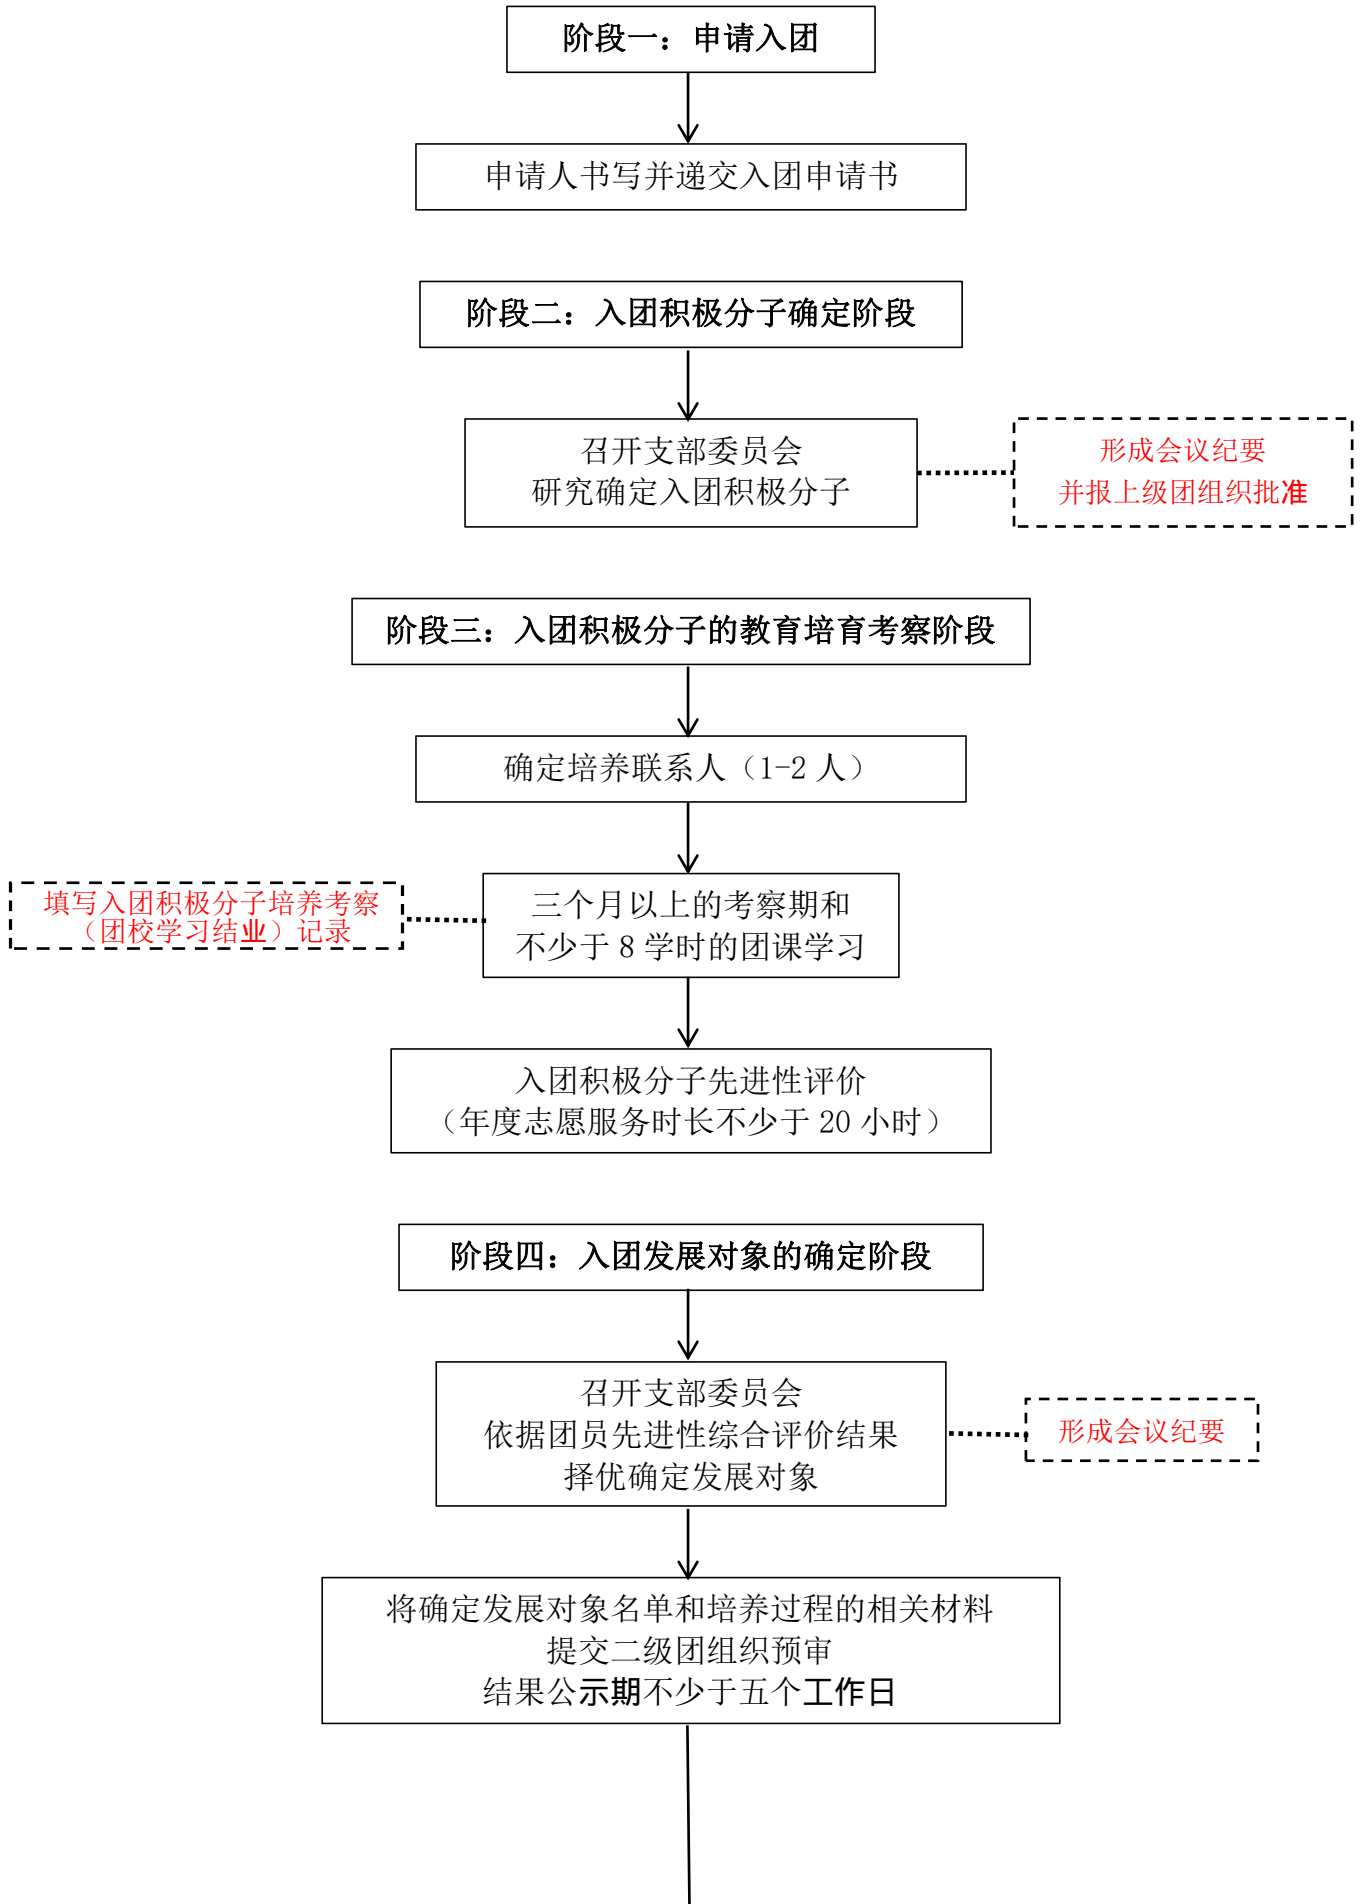 阶段一：申请入团
申请人书写并递交入团申请书
阶段二：入团积极分子确定阶段
召开支部委员会
研究确定入团积极分子
形成会议纪要
并报上级团组织批准
阶段三：入团积极分子的教育培育考察阶段
确定培养联系人（1-2 人）
填写入团积极分子培养考察
（团校学习结业）记录
三个月以上的考察期和
不少于 8 学时的团课学习
入团积极分子先进性评价
（年度志愿服务时长不少于 20 小时）
阶段四：入团发展对象的确定阶段
召开支部委员会
依据团员先进性综合评价结果
择优确定发展对象
形成会议纪要
将确定发展对象名单和培养过程的相关材料
提交二级团组织预审
结果公示期不少于五个工作日